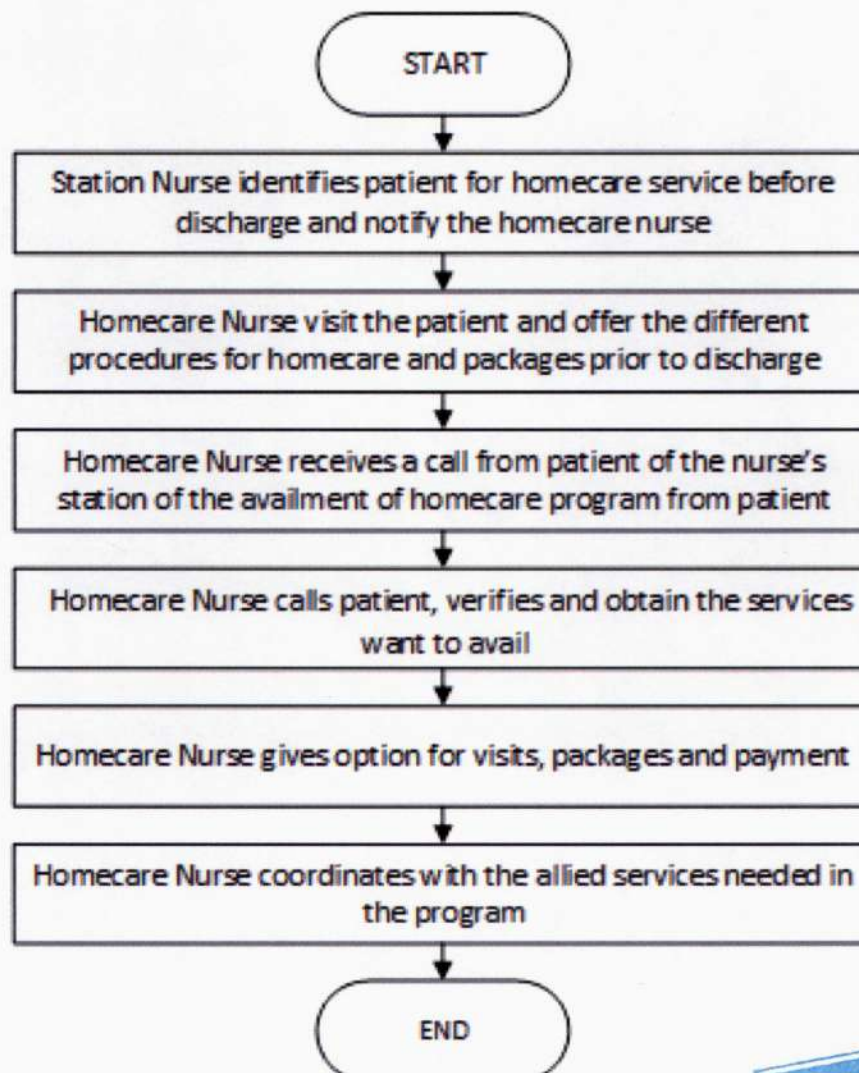 START
Station Nurse identifies patient for homecare service before
discharge and notify the homecare nurse
Homecare Nurse visit the patient and offer the different
procedures for homecare and packages prior to discharge
Homecare Nurse receives a call from patient of the nurse's
station of the availment of homecare program from patient
Homecare Nurse calls patient, verifies and obtain the services
want to avail
Homecare Nurse gives option for visits, packages and payment
Homecare Nurse coordinates with the allied services needed in
the program
END